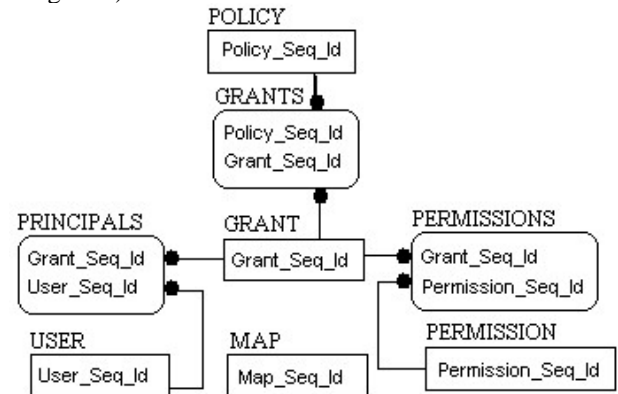 POLICY
Policy_Seq_Id
GRANTS
Policy_Seq_Id
Grant_Seq_Id
PRINCIPALS
Grant_Seq_Id
User_Seq_Id
GRANT
Grant_Seq_Id
PERMISSIONS
Grant_Seq_Id
Permission_Seq_Id
USER
User_Seq_Id
MAP
Map_Seq_Id
PERMISSION
Permission_Seq_Id